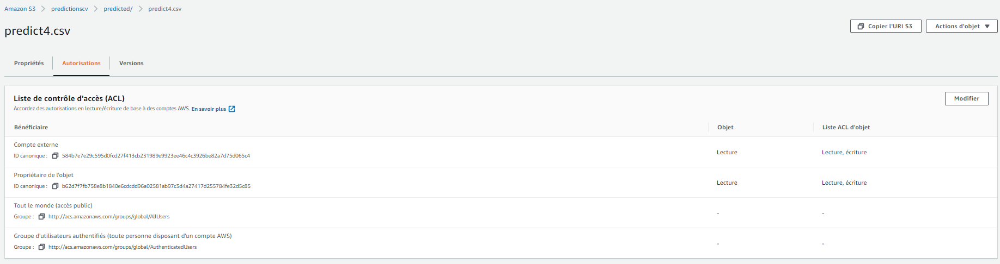 Amazon S3 > predictionscv > predicted/ > predict4.csv
predict4.csv
Copier l'URI S3
Actions d'objet
Propriétés
Autorisations
Versions
Liste de contrôle d'accès (ACL)
Modifier
Accordez des autorisations en lecture/écriture de base à des comptes AWS. En savoir plus
Bénéficiaire
Objet
Liste ACL d'objet
Compte externe
ID canonique : 584b7e7e29c595d0fcd27f413cb231989e9923ee46c4c3926be82a7d75d065c4
Lecture
Lecture, écriture
Propriétaire de l'objet
ID canonique : b62d7f7fb758e8b1840e6cdcdd96a02581ab97c3d4a27417d255784fe32d5c85
Lecture
Lecture, écriture
Tout le monde (accès public)
Groupe : http://acs.amazonaws.com/groups/global/AllUsers
-
-
Groupe d'utilisateurs authentifiés (toute personne disposant d'un compte AWS)
Groupe : http://acs.amazonaws.com/groups/global/AuthenticatedUsers
-
-